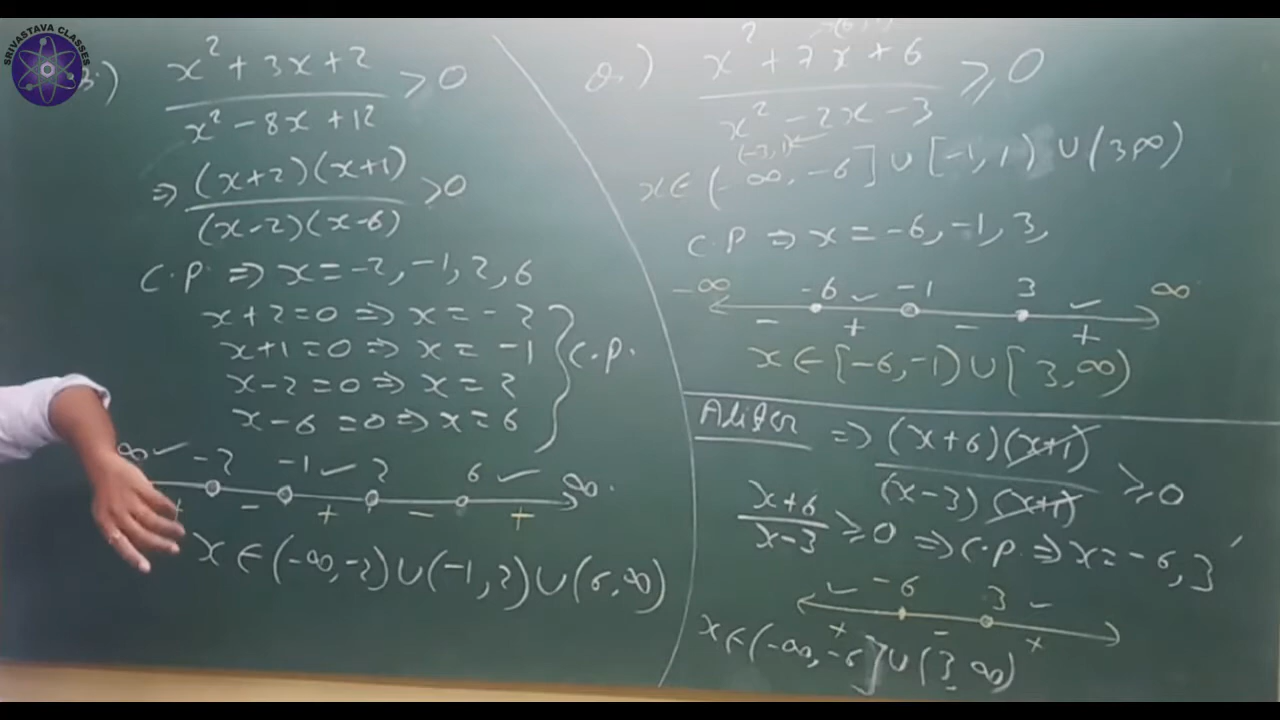 SRIVASTAVA CLASSES
x² + 3x + 2 / x² - 8x + 12 > 0
⇒ (x+2)(x+1) / (x-2)(x-6) > 0
C.P. ⇒ x = -2, -1, 2, 6
x + 2 = 0 ⇒ x = -2
x + 1 = 0 ⇒ x = -1
x - 2 = 0 ⇒ x = 2
x - 6 = 0 ⇒ x = 6
} C.P.
∞ ✓ -2 -1 ✓ 2 6 ✓ ∞
+ - + - +
x ∈ (-∞, -2) ∪ (-1, 2) ∪ (6, ∞)
Q.) x² + 7x + 6 / x² - 2x - 3 ≥ 0
(-3, 1)
x ∈ (-∞, -6] ∪ [-1, 1) ∪ (3, ∞)
C.P ⇒ x = -6, -1, 3,
-∞ -6 ✓ -1 3 ✓ ∞
- + - +
x ∈ [-6, -1) ∪ [3, ∞)
⇒ (x+6)(x+1) / (x-3)(x+1) ≥ 0
x+6 / x-3 ≥ 0 ⇒ C.P ⇒ x = -6, 3
✓ -6 3 ✓
+ - +
x ∈ (-∞, -6] ∪ (3, ∞)